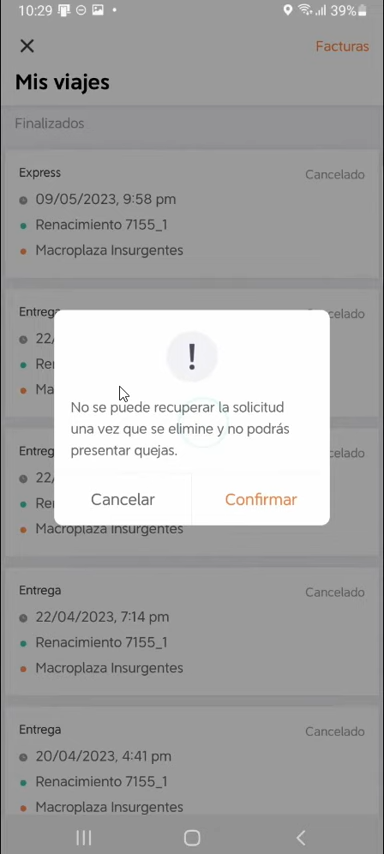 10:29
39%
Facturas
Mis viajes
Finalizados
Express
Cancelado
09/05/2023, 9:58 pm
Renacimiento 7155_1
Macroplaza Insurgentes
Entrega
celado
22/
Re
Ma
!
No se puede recuperar la solicitud
una vez que se elimine y no podrás
presentar quejas.
Cancelar
Confirmar
Entreg
celado
22/
Re
Macroplaza Insurgentes
Entrega
Cancelado
22/04/2023, 7:14 pm
Renacimiento 7155_1
Macroplaza Insurgentes
Entrega
Cancelado
20/04/2023, 4:41 pm
Renacimiento 7155_1
Macroplaza Insurgentes